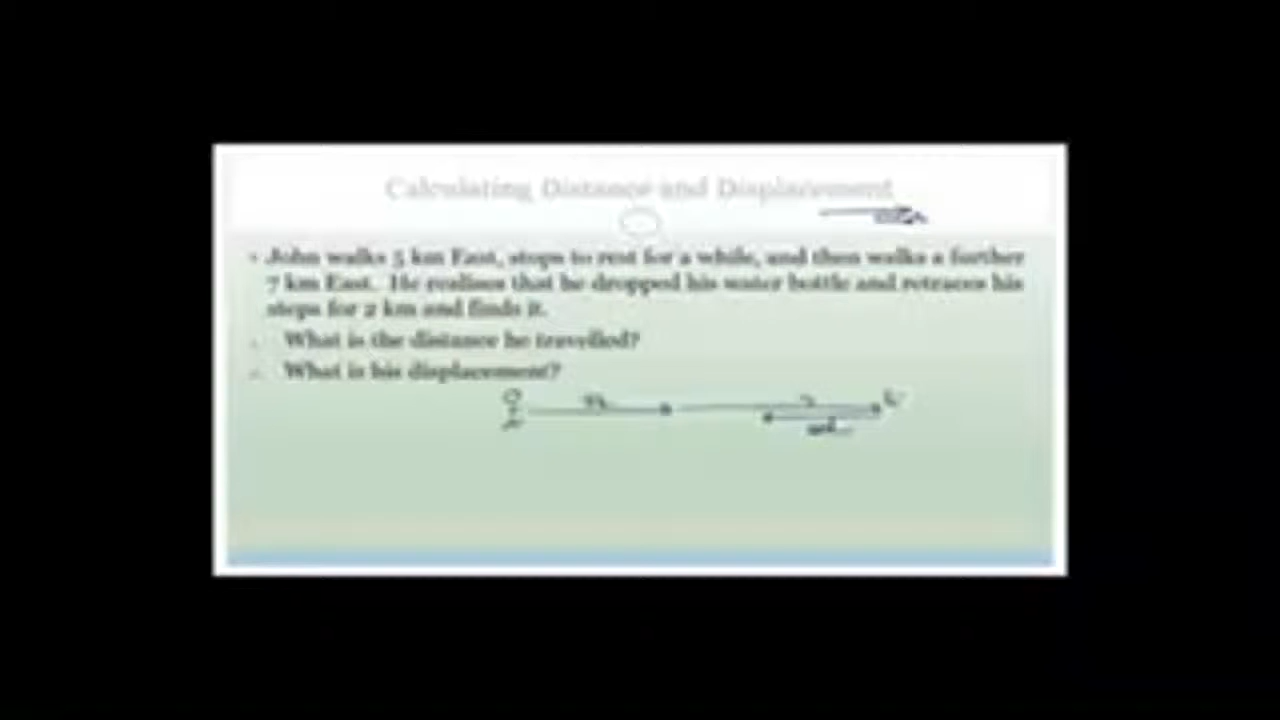 Calculating Distance and Displacement
John walks 5 km East, stops to rest for a while, and then walks a further
7 km East. He realises that he dropped his water bottle and retraces his
steps for 2 km and finds it.
What is the distance he travelled?
What is his displacement?